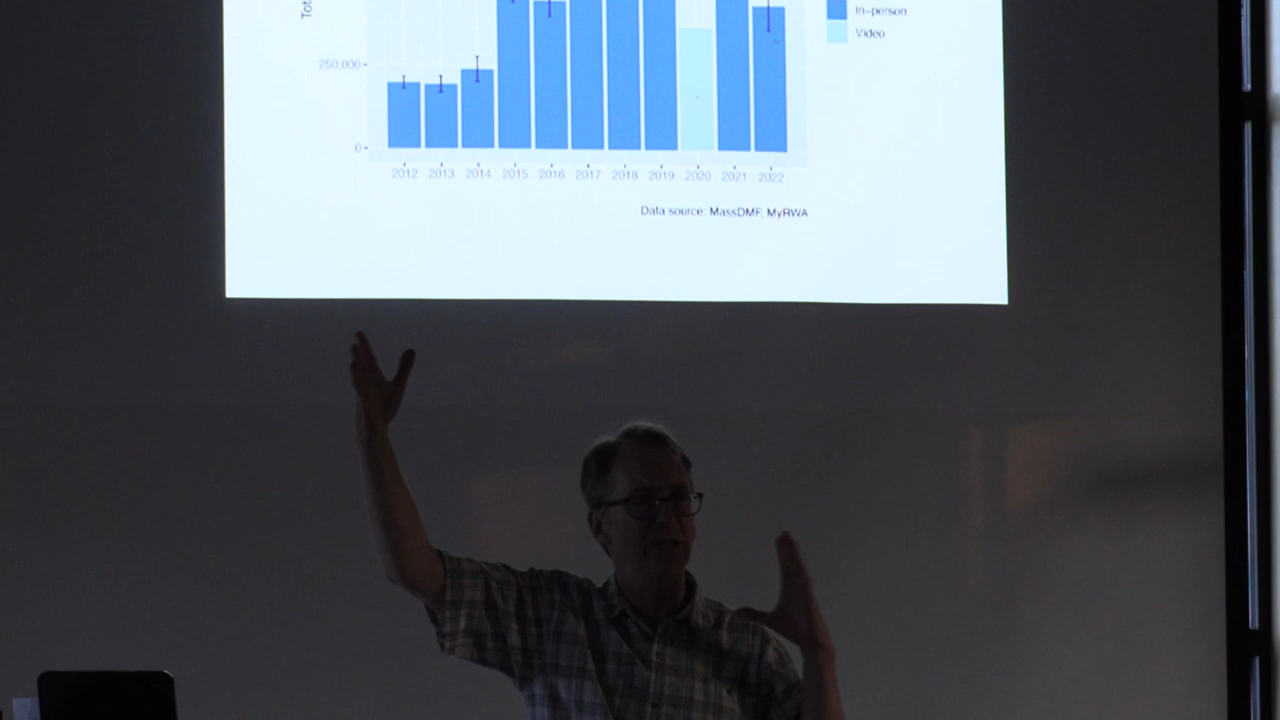 Tot
In-person
Video
250,000
0
2012 2013 2014 2015 2016 2017 2018 2019 2020 2021 2022
Data source: MassDMF, MyRWA